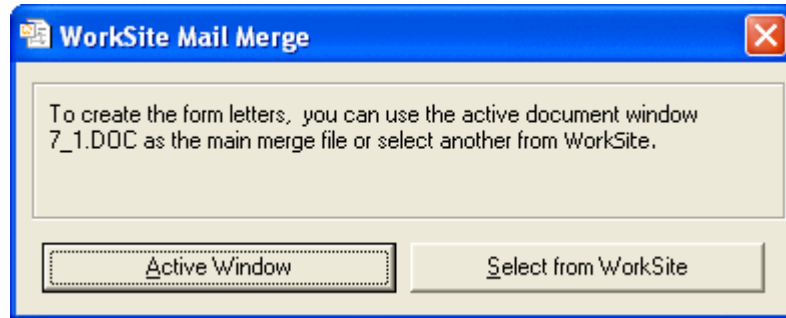 WorkSite Mail Merge
To create the form letters, you can use the active document window
7_1.DOC as the main merge file or select another from WorkSite.
Active Window
Select from WorkSite